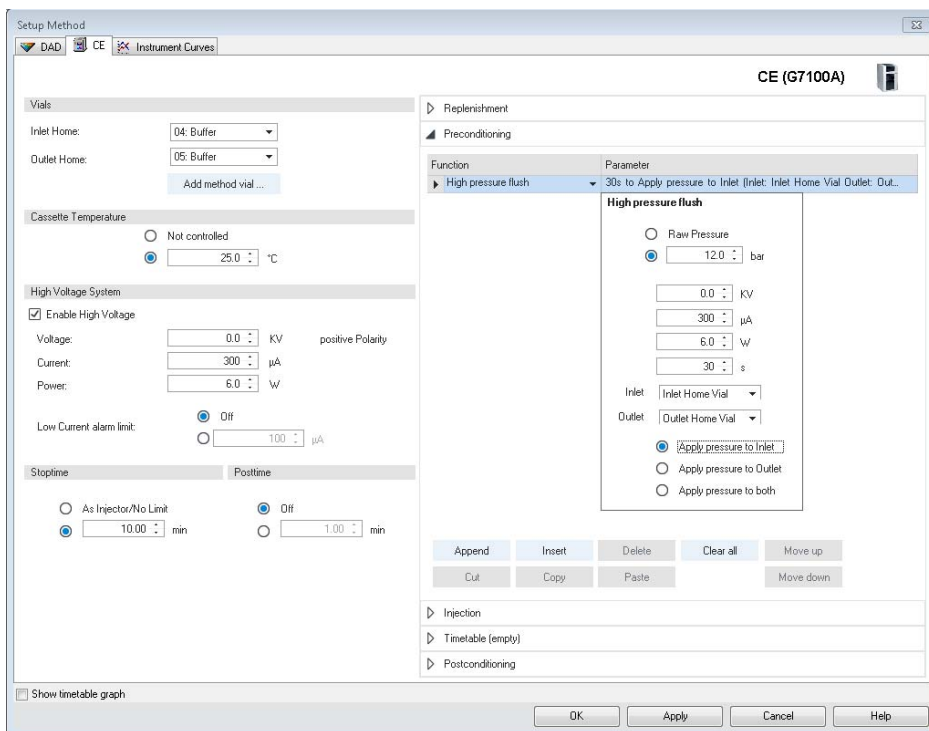 Setup Method
DAD
CE
Instrument Curves
CE (G7100A)
Vials
Inlet Home:
04: Buffer
Outlet Home:
05: Buffer
Add method vial ...
Cassette Temperature
Not controlled
25.0 °C
High Voltage System
Enable High Voltage
Voltage: 0.0 KV positive Polarity
Current: 300 µA
Power: 6.0 W
Low Current alarm limit:
Off
100 µA
Stoptime
Posttime
As Injector/No Limit
Off
10.00 min
1.00 min
Replenishment
Preconditioning
Function Parameter
High pressure flush 30s to Apply pressure to Inlet (Inlet: Inlet Home Vial Outlet: Out...
High pressure flush
Raw Pressure
12.0 bar
0.0 KV
300 µA
6.0 W
30 s
Inlet Inlet Home Vial
Outlet Outlet Home Vial
Apply pressure to Inlet
Apply pressure to Outlet
Apply pressure to both
Append Insert Delete Clear all Move up
Cut Copy Paste Move down
Injection
Timetable (empty)
Postconditioning
Show timetable graph
OK Apply Cancel Help